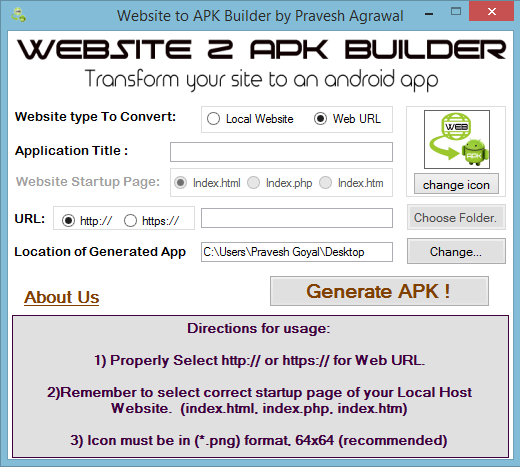 Website to APK Builder by Pravesh Agrawal
WEBSITE 2 APK BUILDER
Transform your site to an android app
Website type To Convert:
Local Website
Web URL
WEB
Application Title :
Website Startup Page:
Index.html
Index.php
Index.htm
change icon
URL:
http://
https://
Choose Folder.
Location of Generated App
C:\Users\Pravesh Goyal\Desktop
Change...
About Us
Generate APK !
Directions for usage:
1) Properly Select http:// or https:// for Web URL.
2)Remember to select correct startup page of your Local Host
Website. (index.html, index.php, index.htm)
3) Icon must be in (*.png) format, 64x64 (recommended)